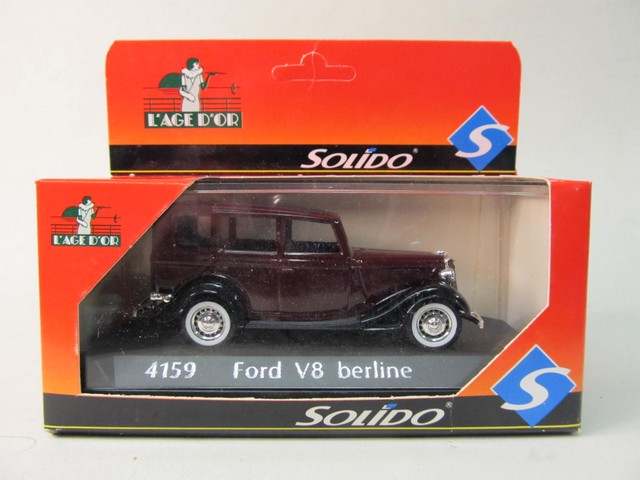 L'AGE D'OR
SOLIDO
S
L'AGE D'OR
4159 Ford V8 berline
SOLIDO®
S